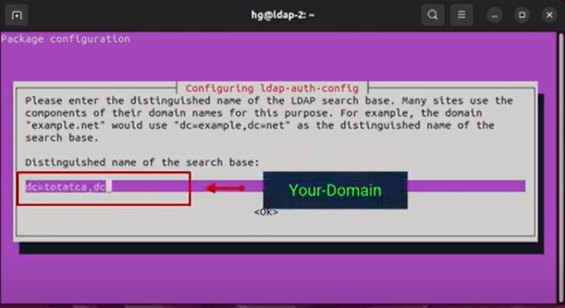 hg@ldap-2: ~
Package configuration
Configuring ldap-auth-config
Please enter the distinguished name of the LDAP search base. Many sites use the
components of their domain names for this purpose. For example, the domain
"example.net" would use "dc=example,dc=net" as the distinguished name of the
search base.
Distinguished name of the search base:
dc=totatca,dc
Your-Domain
<Ok>